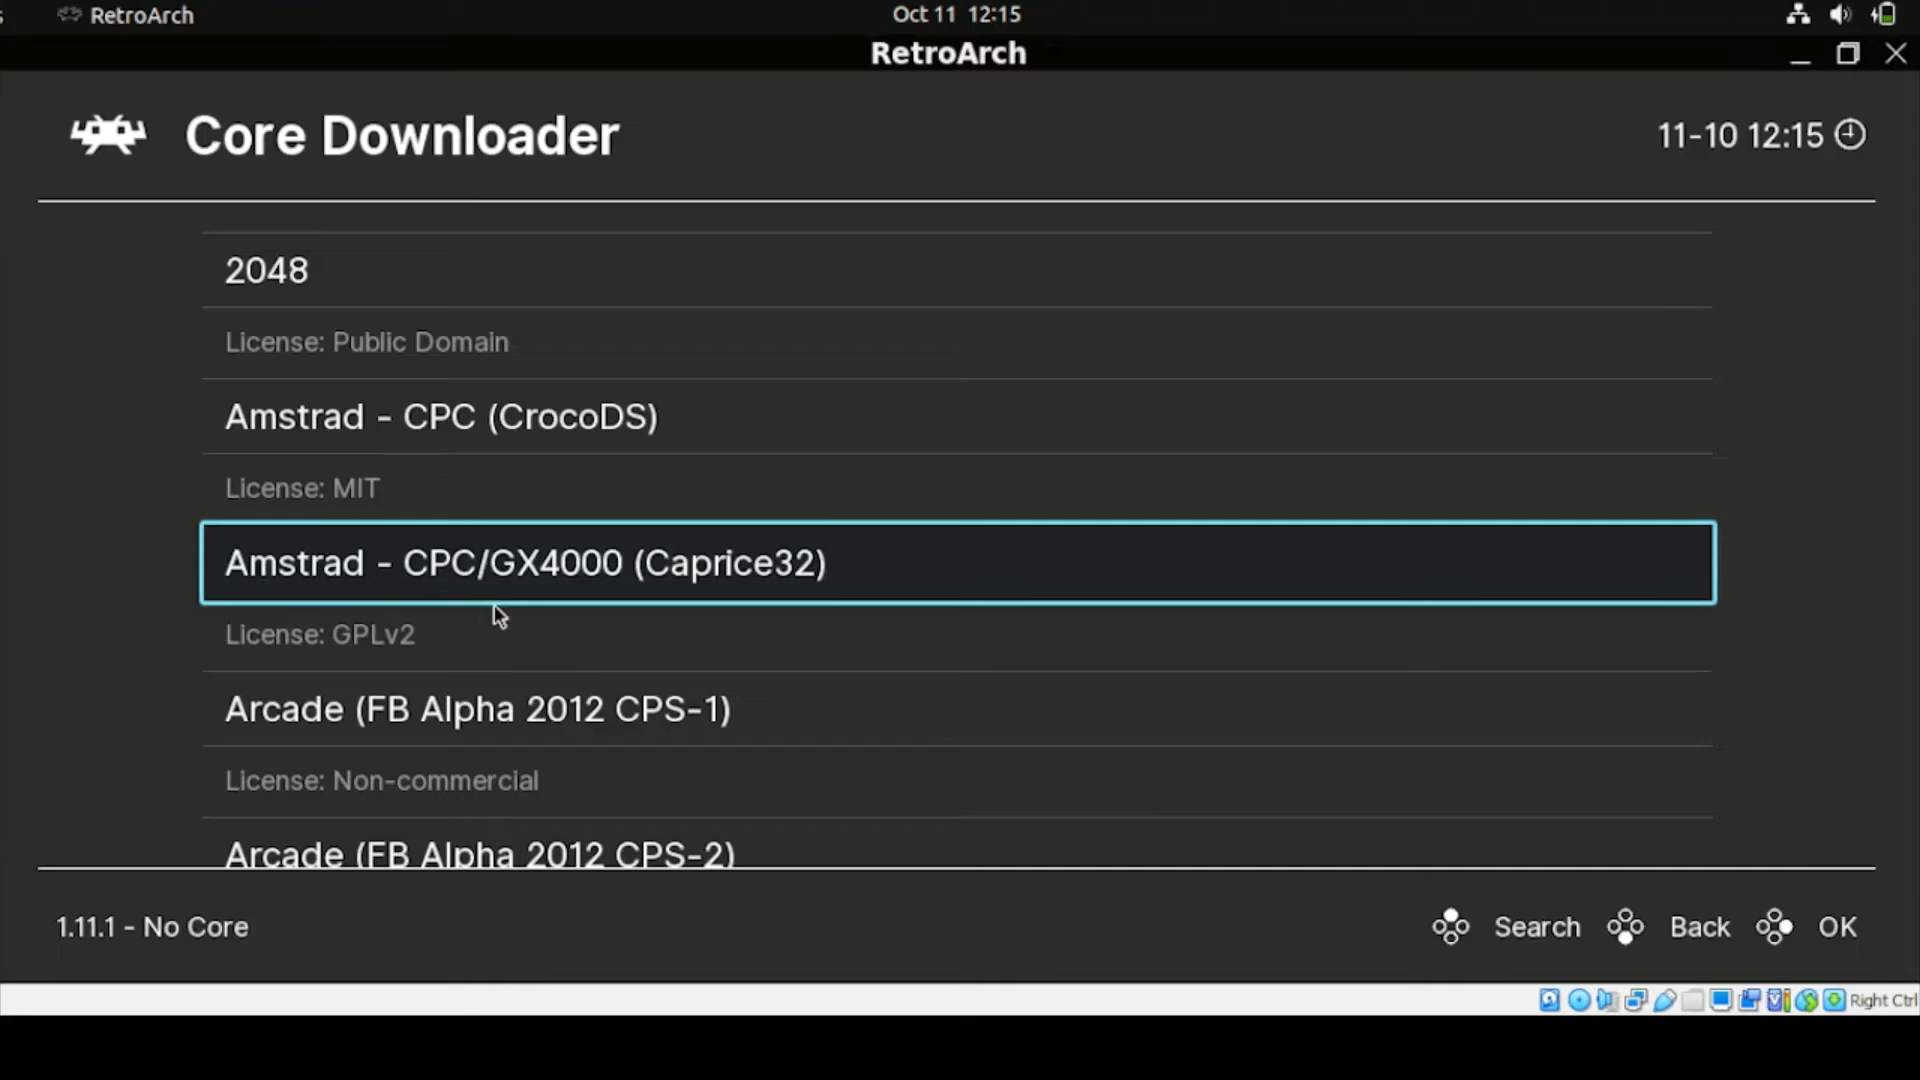 s RetroArch Oct 11 12:15
RetroArch
Core Downloader 11-10 12:15
2048
License: Public Domain
Amstrad - CPC (CrocoDS)
License: MIT
Amstrad - CPC/GX4000 (Caprice32)
License: GPLv2
Arcade (FB Alpha 2012 CPS-1)
License: Non-commercial
Arcade (FB Alpha 2012 CPS-2)
1.11.1 - No Core Search Back OK
Right Ctrl